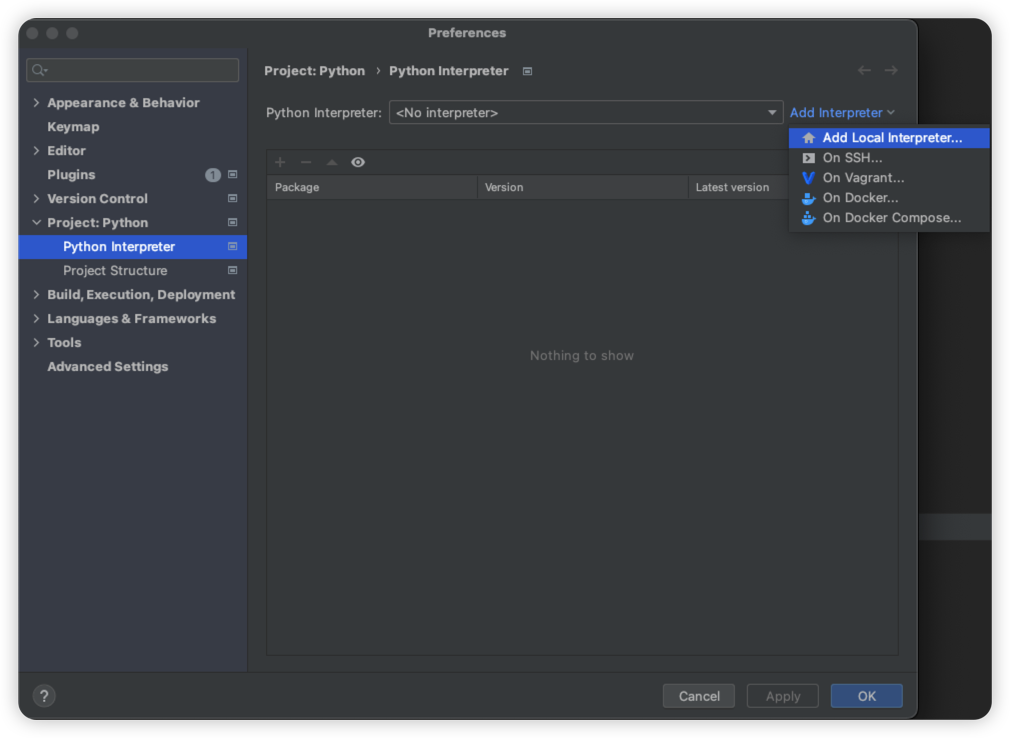 Preferences
Appearance & Behavior
Keymap
Editor
Plugins 1
Version Control
Project: Python
Python Interpreter
Project Structure
Build, Execution, Deployment
Languages & Frameworks
Tools
Advanced Settings
Project: Python › Python Interpreter
Python Interpreter: <No interpreter> Add Interpreter
Add Local Interpreter...
On SSH...
On Vagrant...
On Docker...
On Docker Compose...
Package Version Latest version
Nothing to show
? Cancel Apply OK